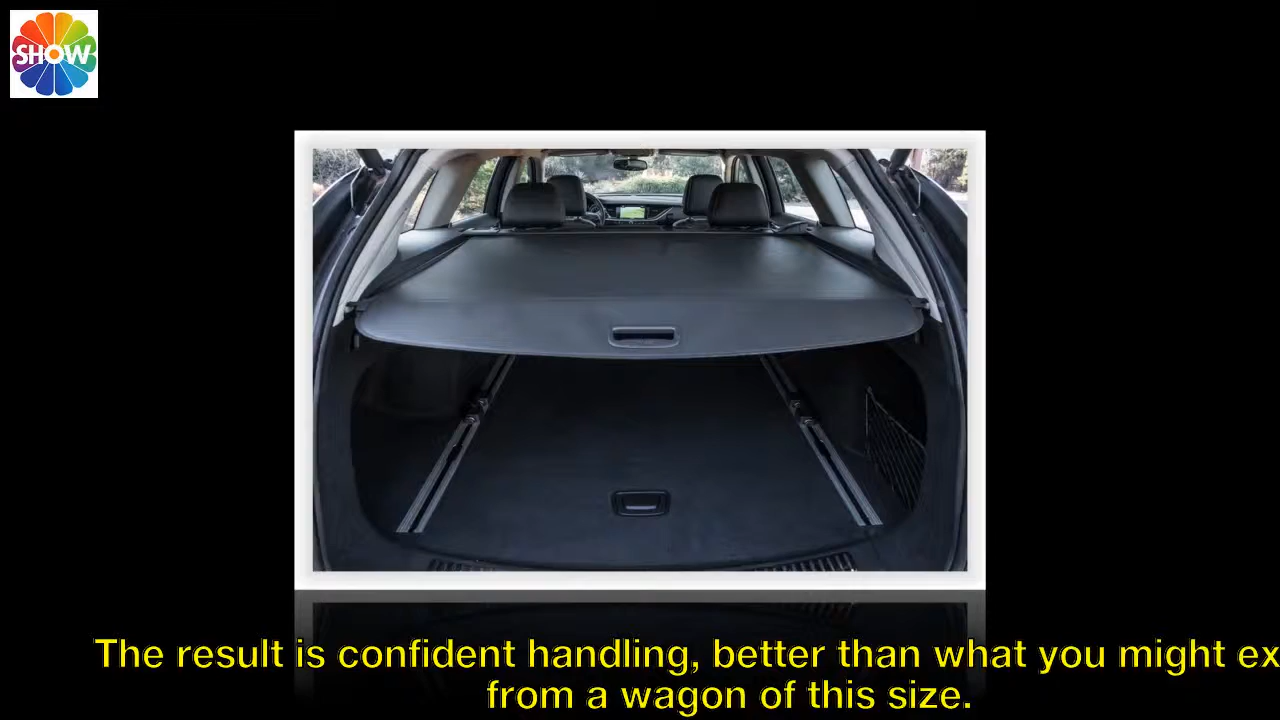 SHOW
The result is confident handling, better than what you might ex
from a wagon of this size.